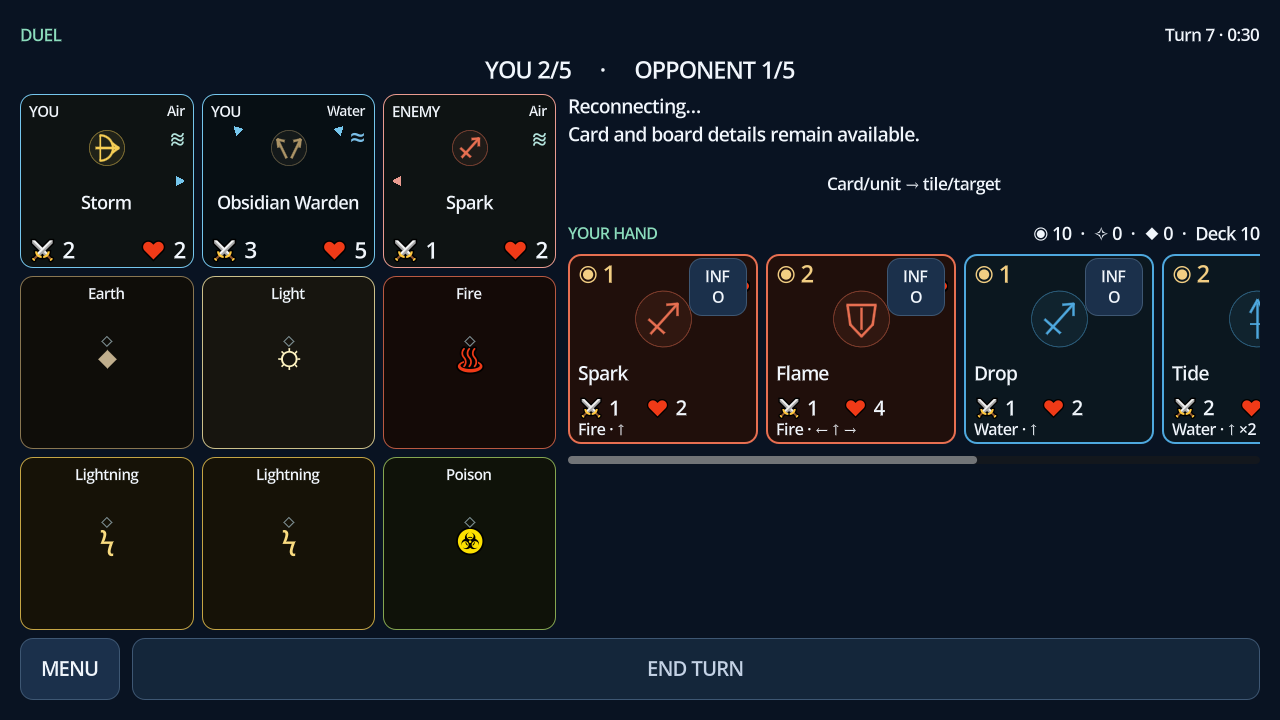 DUEL
Turn 7 · 0:30
YOU 2/5 · OPPONENT 1/5
YOU Air
Storm
2 2
YOU Water
Obsidian Warden
3 5
ENEMY Air
Spark
1 2
Earth
Light
Fire
Lightning
Lightning
Poison
Reconnecting...
Card and board details remain available.
Card/unit → tile/target
YOUR HAND
◉ 10 · ✧ 0 · ◆ 0 · Deck 10
◉ 1
INF
O
Spark
1 2
Fire · ↑
◉ 2
INF
O
Flame
1 4
Fire · ← ↑ →
◉ 1
INF
O
Drop
1 2
Water · ↑
◉ 2
Tide
2
Water · ↑ ×2
MENU
END TURN